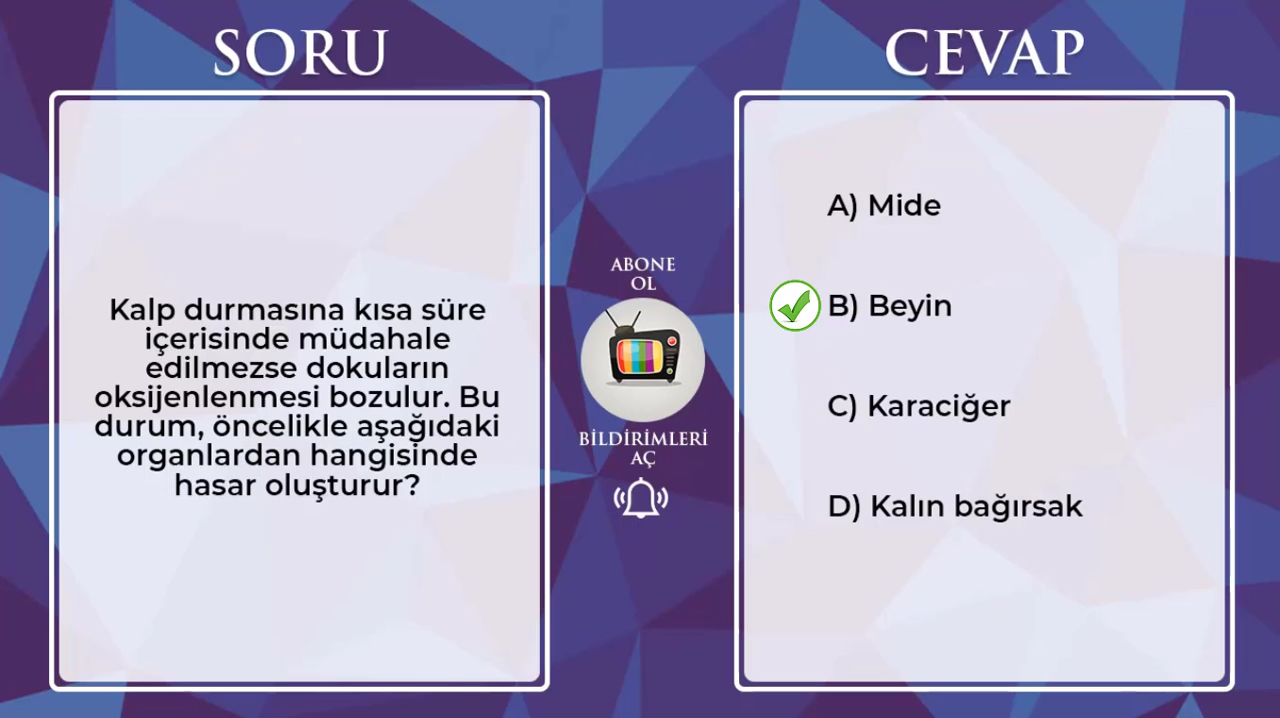 SORU
Kalp durmasına kısa süre
içerisinde müdahale
edilmezse dokuların
oksijenlenmesi bozulur. Bu
durum, öncelikle aşağıdaki
organlardan hangisinde
hasar oluşturur?
ABONE
OL
BİLDİRİMLERİ
AÇ
CEVAP
A) Mide
B) Beyin
C) Karaciğer
D) Kalın bağırsak